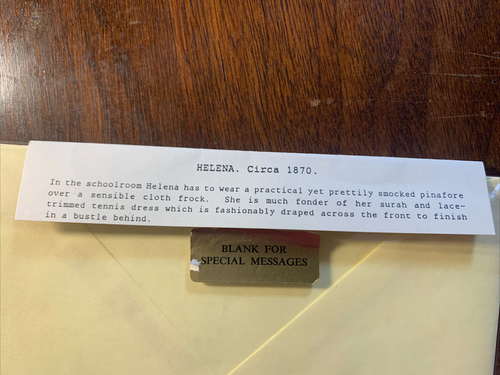 HELENA. Circa 1870.
In the schoolroom Helena has to wear a practical yet prettily smocked pinafore
over a sensible cloth frock. She is much fonder of her surah and lace-
trimmed tennis dress which is fashionably draped across the front to finish
in a bustle behind.
BLANK FOR
SPECIAL MESSAGES